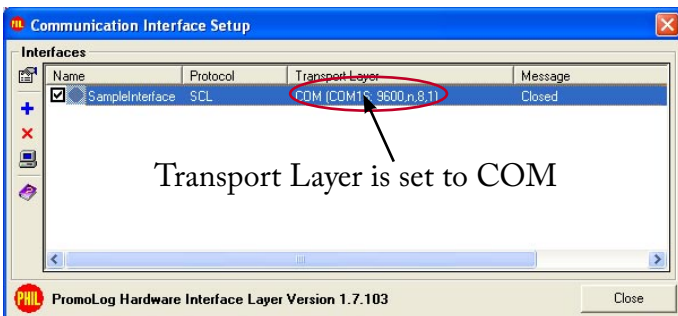 Communication Interface Setup
Interfaces
Name Protocol Transport Layer Message
SampleInterface SCL COM 9600,n,8,1) Closed
Transport Layer is set to COM
PHIL PromoLog Hardware Interface Layer Version 1.7.103 Close